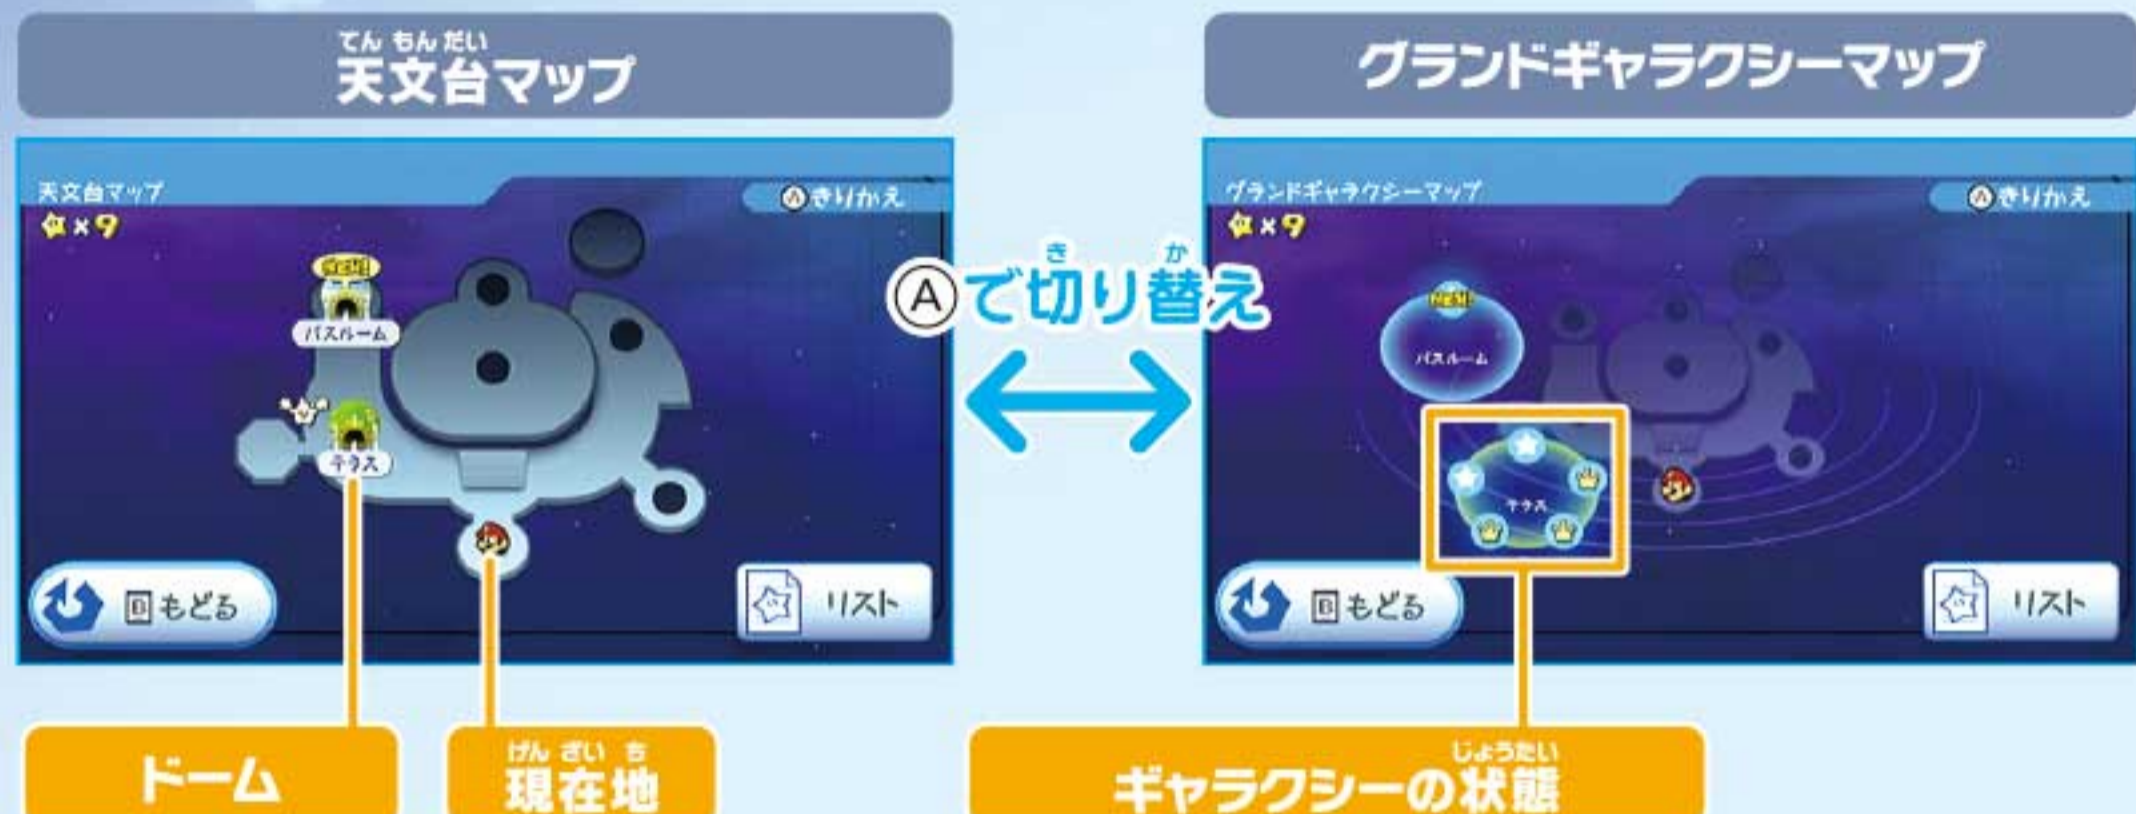 てんもんだい
天文台マップ
グランドギャラクシーマップ
天文台マップ
×9
Ⓐきりかえ
NEW!
バスルーム
テラス
Ⓑもどる
リスト
き か
Ⓐで切り替え
グランドギャラクシーマップ
×9
Ⓐきりかえ
NEW!
バスルーム
テラス
Ⓑもどる
リスト
ドーム
げんざいち
現在地
じょうたい
ギャラクシーの状態